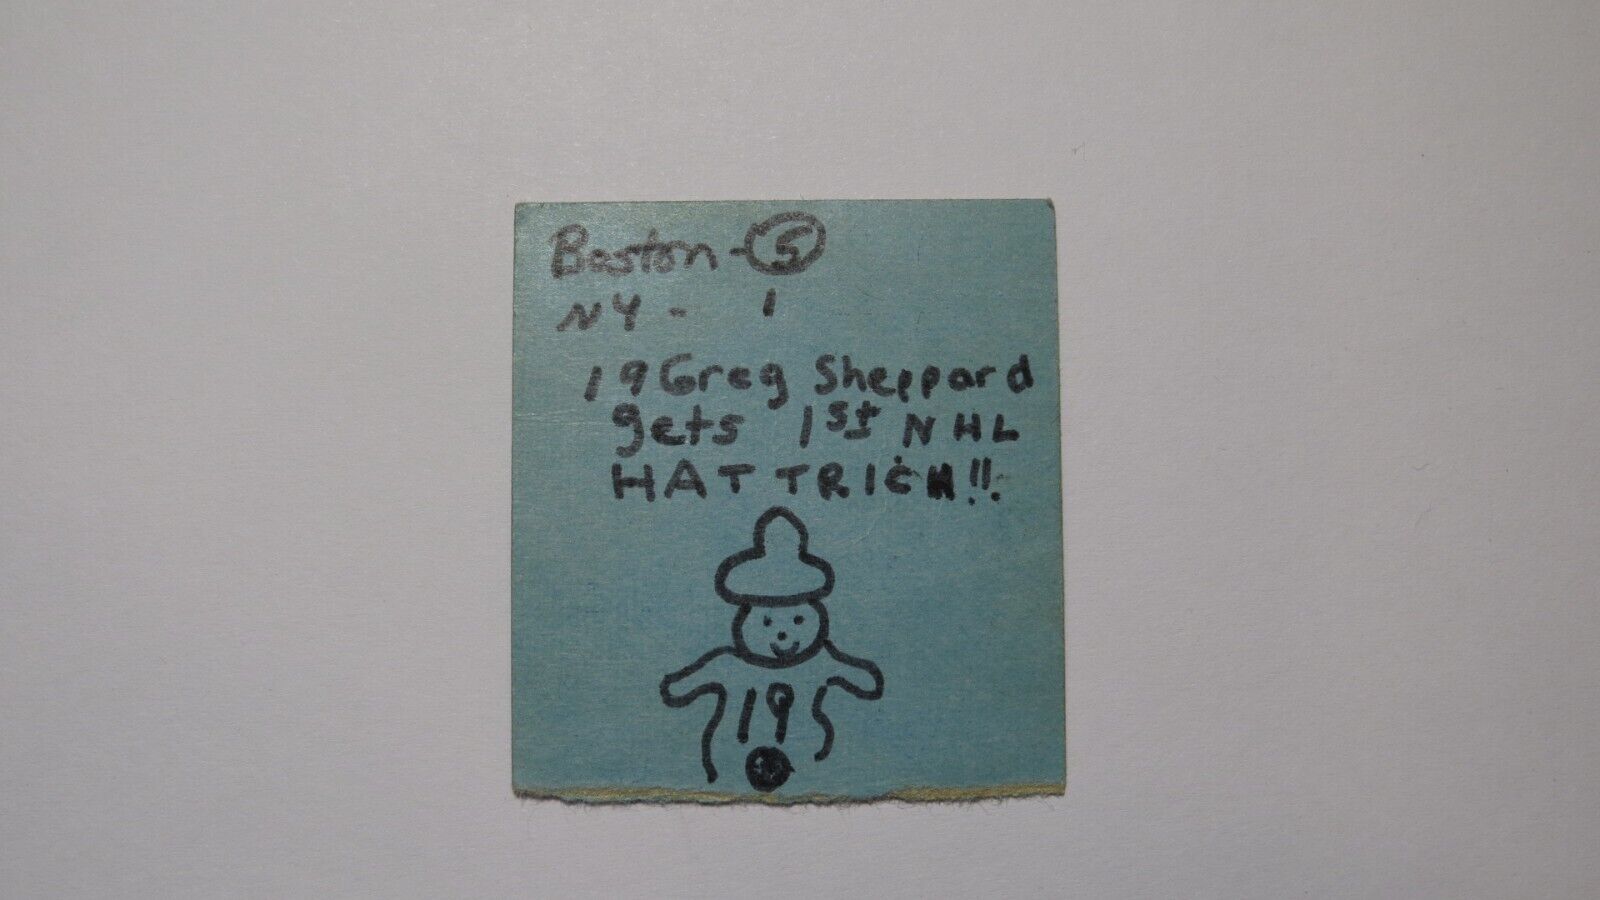 Boston - 5
NY - 1
19 Greg Sheppard
gets 1st NHL
HAT TRICK!!
19